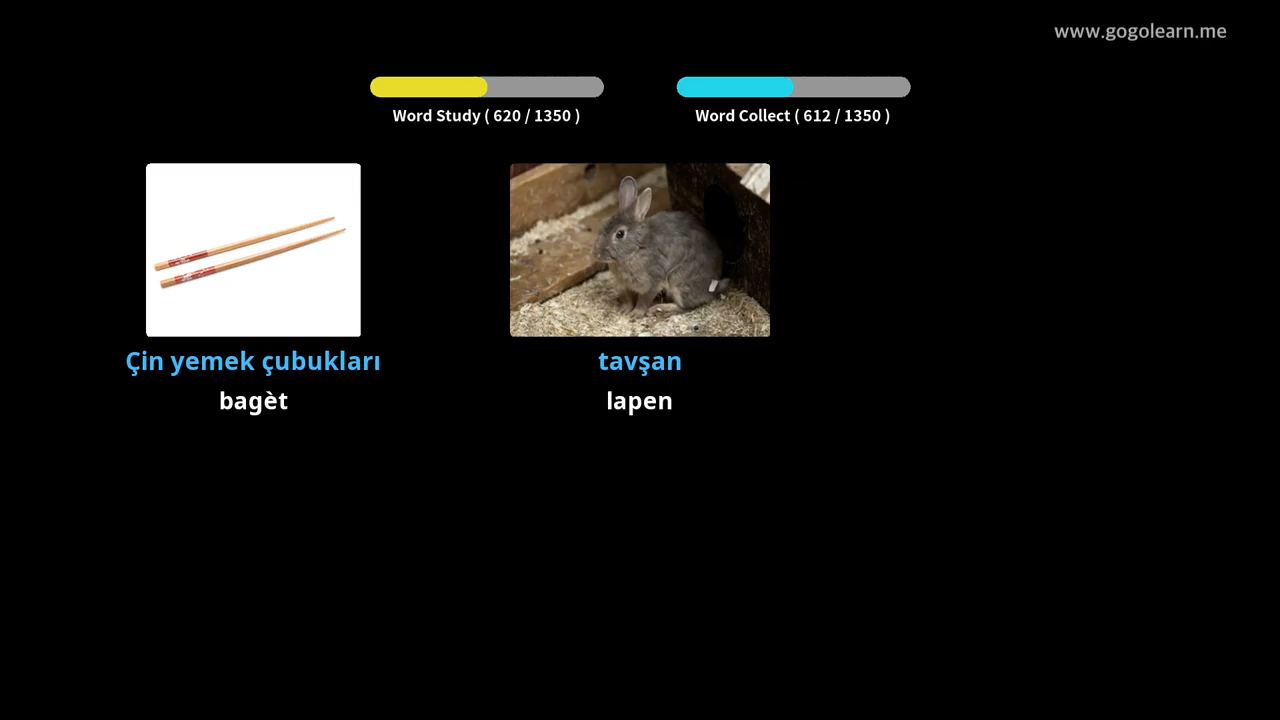 www.gogolearn.me
Word Study ( 620 / 1350 )
Word Collect ( 612 / 1350 )
Çin yemek çubukları
bagèt
tavşan
lapen